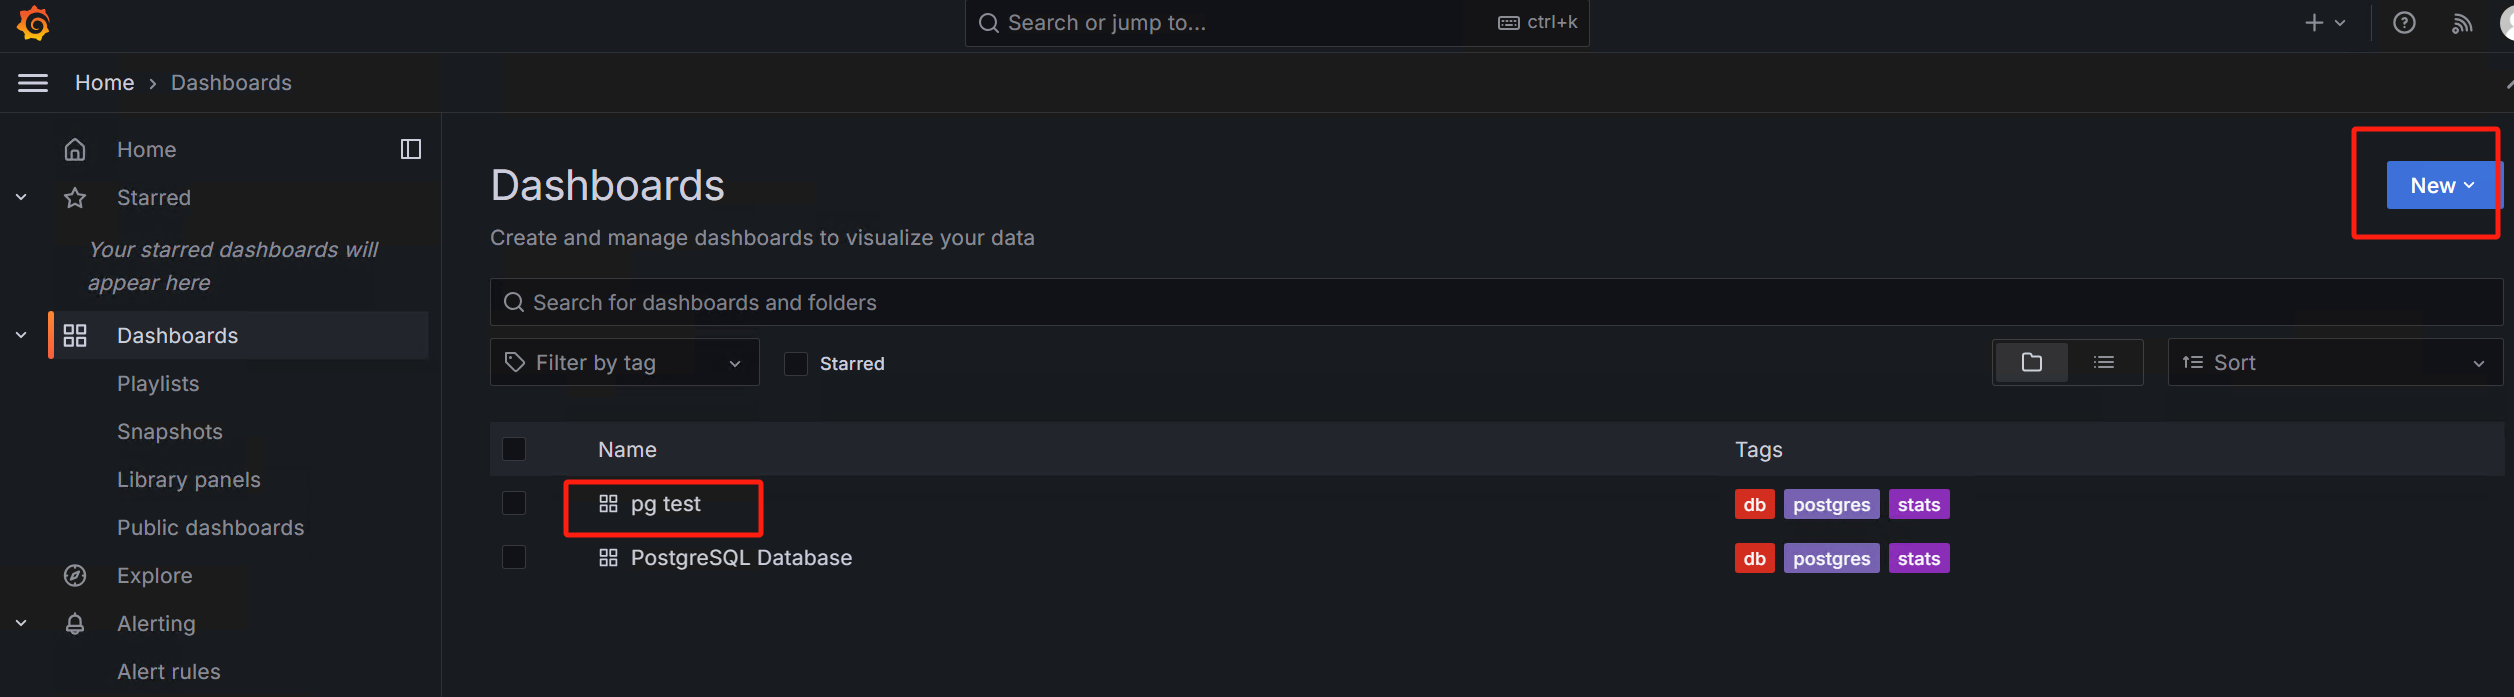 Search or jump to...
ctrl+k
Home
Dashboards
Home
Starred
Your starred dashboards will
appear here
Dashboards
Playlists
Snapshots
Library panels
Public dashboards
Explore
Alerting
Alert rules
Dashboards
New
Create and manage dashboards to visualize your data
Search for dashboards and folders
Filter by tag
Starred
Sort
Name Tags
pg test db postgres stats
PostgreSQL Database db postgres stats